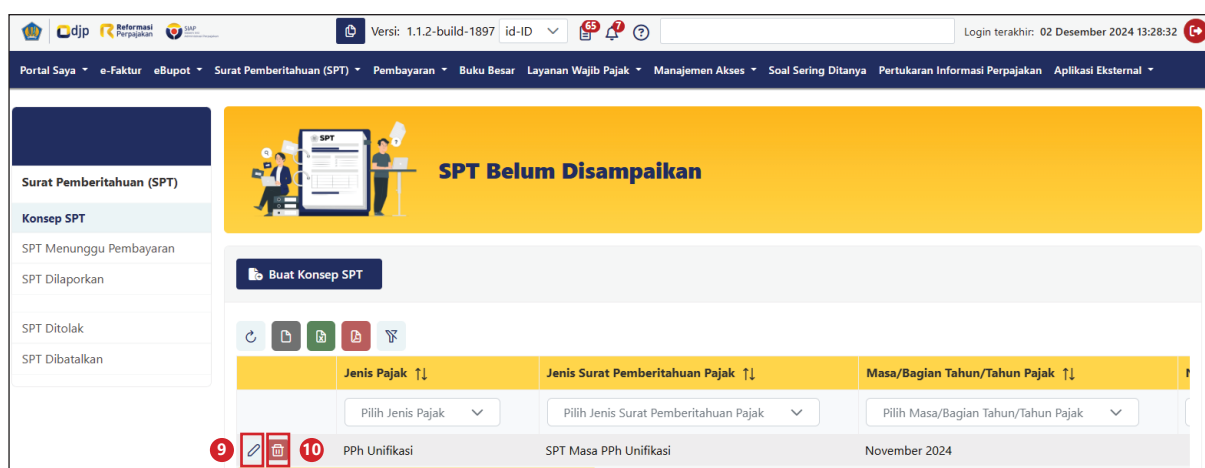 djp Reformasi Perpajakan SIAP Versi: 1.1.2-build-1897 id-ID 65 7 Login terakhir: 02 Desember 2024 13:28:32
Portal Saya e-Faktur eBupot Surat Pemberitahuan (SPT) Pembayaran Buku Besar Layanan Wajib Pajak Manajemen Akses Soal Sering Ditanya Pertukaran Informasi Perpajakan Aplikasi Eksternal
SPT
SPT Belum Disampaikan
Surat Pemberitahuan (SPT)
Konsep SPT
SPT Menunggu Pembayaran
SPT Dilaporkan
SPT Ditolak
SPT Dibatalkan
Buat Konsep SPT
Jenis Pajak Jenis Surat Pemberitahuan Pajak Masa/Bagian Tahun/Tahun Pajak
Pilih Jenis Pajak Pilih Jenis Surat Pemberitahuan Pajak Pilih Masa/Bagian Tahun/Tahun Pajak
9 10 PPh Unifikasi SPT Masa PPh Unifikasi November 2024